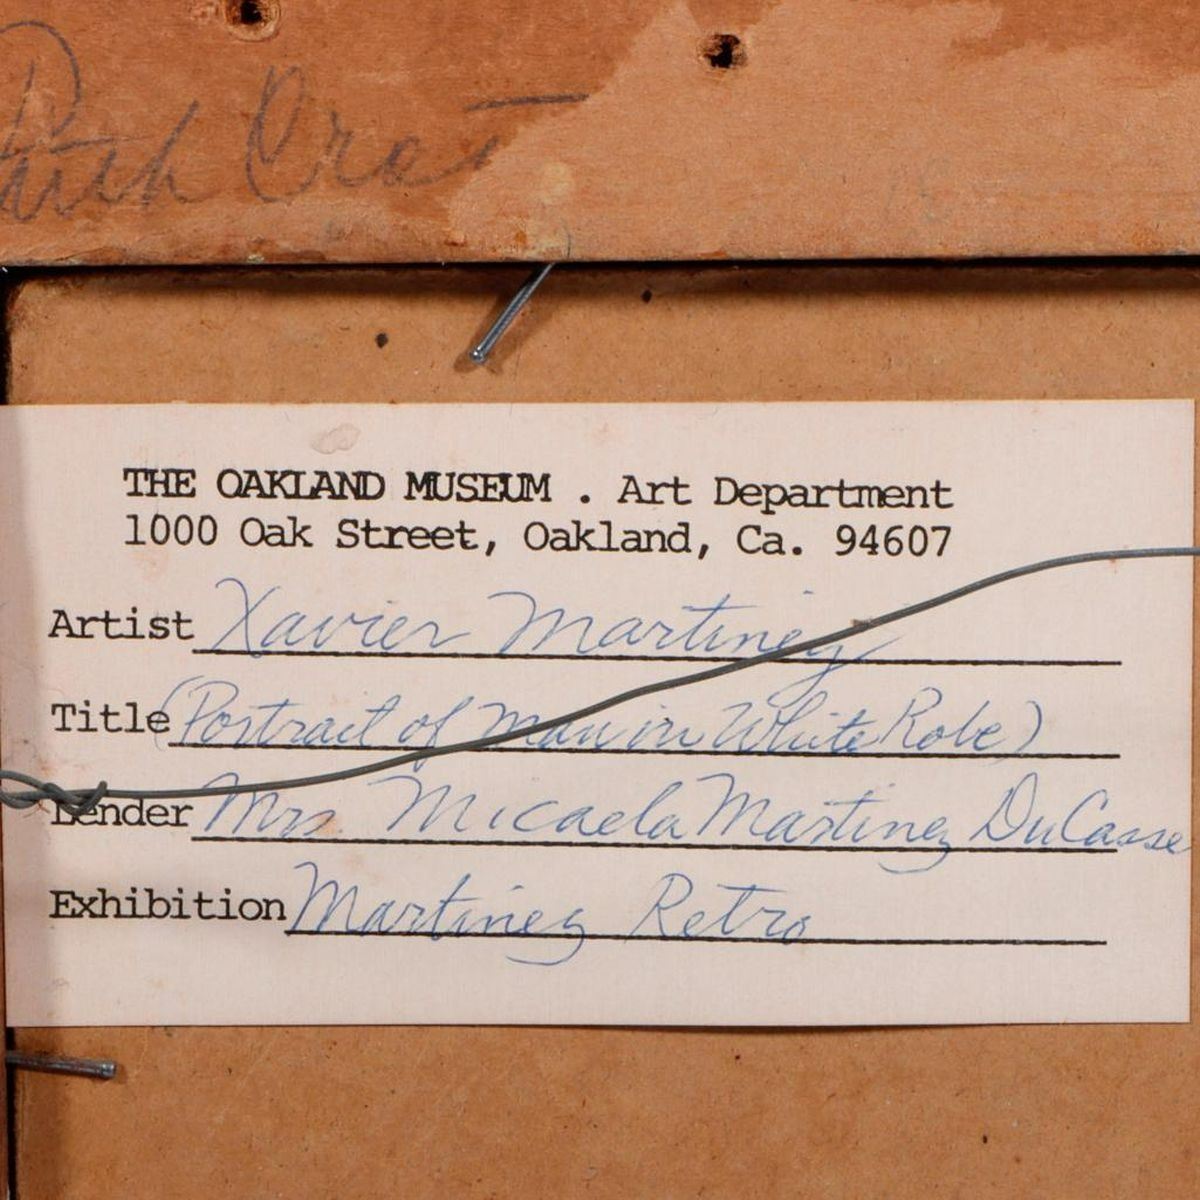 THE OAKLAND MUSEUM . Art Department
1000 Oak Street, Oakland, Ca. 94607
Artist Xavier Martinez
Title (Portrait of Man in White Robe)
Lender Mrs. Micaela Martinez DuCasse
Exhibition Martinez Retro